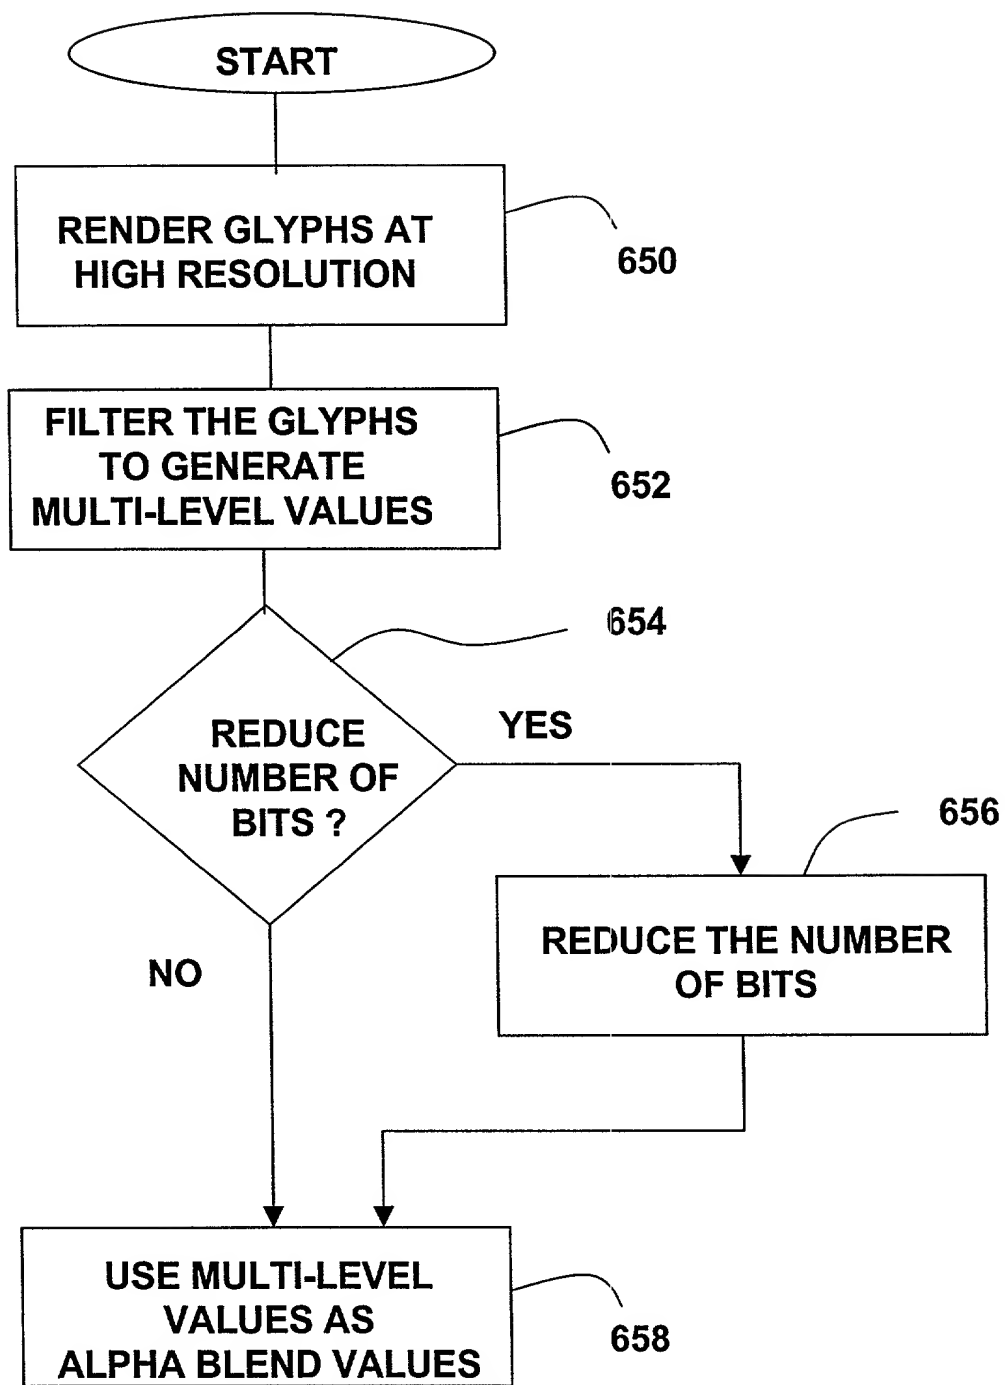 START
RENDER GLYPHS AT
HIGH RESOLUTION
650
FILTER THE GLYPHS
TO GENERATE
MULTI-LEVEL VALUES
652
654
REDUCE
NUMBER OF
BITS ?
YES
656
REDUCE THE NUMBER
OF BITS
NO
USE MULTI-LEVEL
VALUES AS
ALPHA BLEND VALUES
658